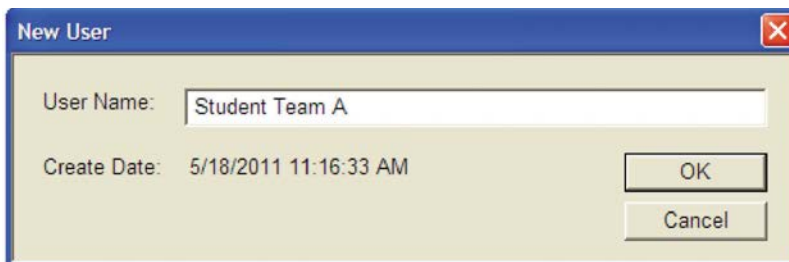 New User
User Name: Student Team A
Create Date: 5/18/2011 11:16:33 AM
OK
Cancel